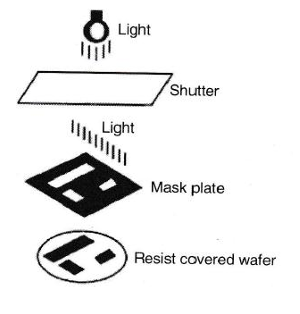 Light
Shutter
Light
Mask plate
Resist covered wafer